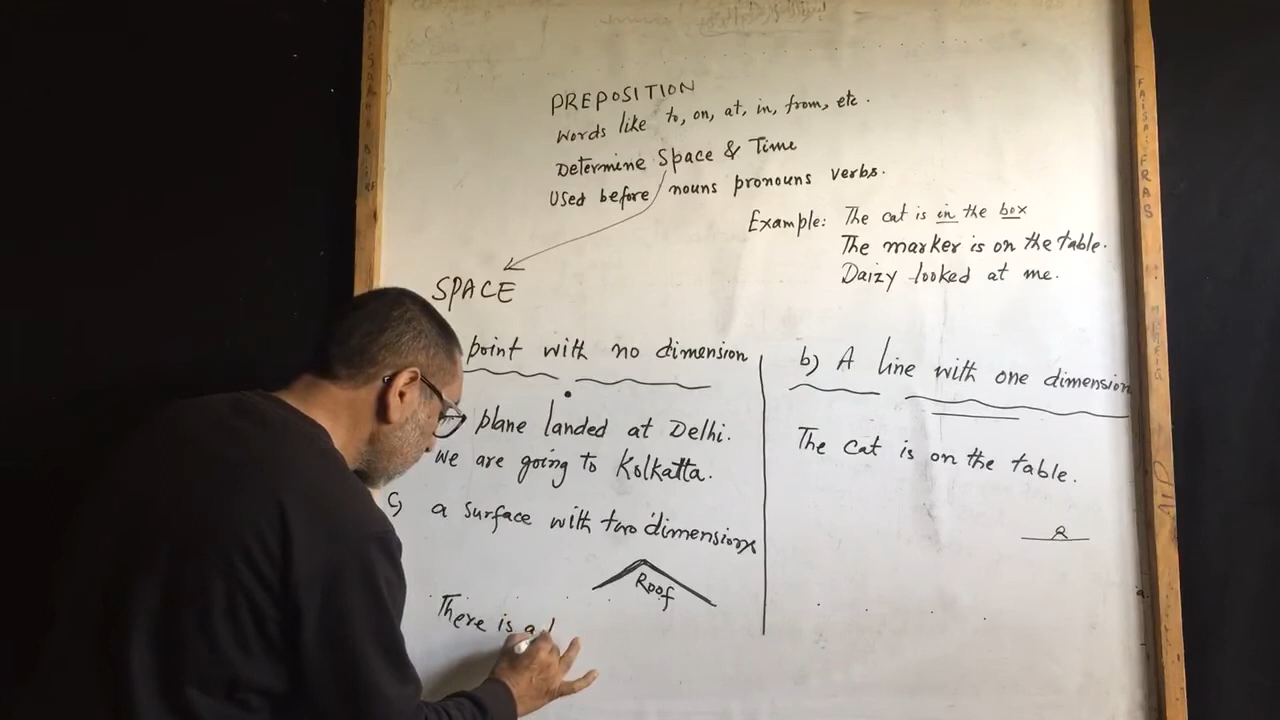 PREPOSITION
Words like to, on, at, in, from, etc.
Determine Space & Time
Used before nouns pronouns verbs.
Example: The cat is in the box
The marker is on the table.
Daizy looked at me.
SPACE
point with no dimension
plane landed at Delhi.
we are going to Kolkatta.
c) a surface with two dimensions
Roof
There is a
b) A line with one dimension
The cat is on the table.